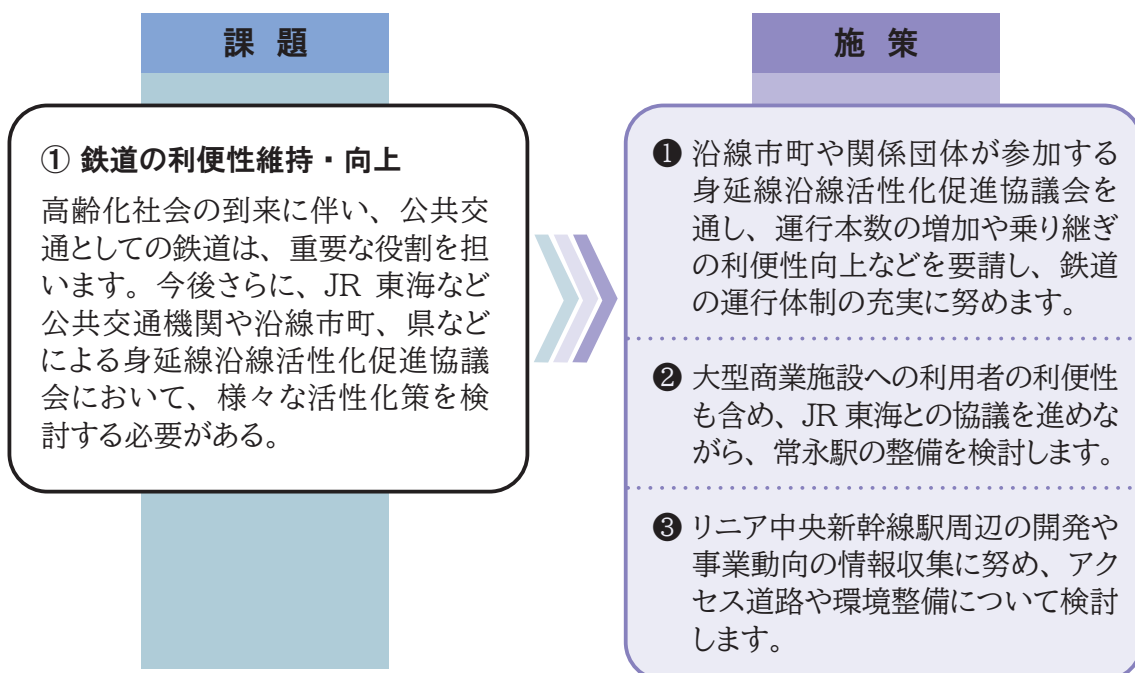 課 題
① 鉄道の利便性維持・向上
高齢化社会の到来に伴い、公共交
通としての鉄道は、重要な役割を担
います。今後さらに、JR 東海など
公共交通機関や沿線市町、県など
による身延線沿線活性化促進協議
会において、様々な活性化策を検
討する必要がある。
施 策
❶ 沿線市町や関係団体が参加する
身延線沿線活性化促進協議会を
通し、運行本数の増加や乗り継ぎ
の利便性向上などを要請し、鉄道
の運行体制の充実に努めます。
❷ 大型商業施設への利用者の利便性
も含め、JR 東海との協議を進めな
がら、常永駅の整備を検討します。
❸ リニア中央新幹線駅周辺の開発や
事業動向の情報収集に努め、アク
セス道路や環境整備について検討
します。